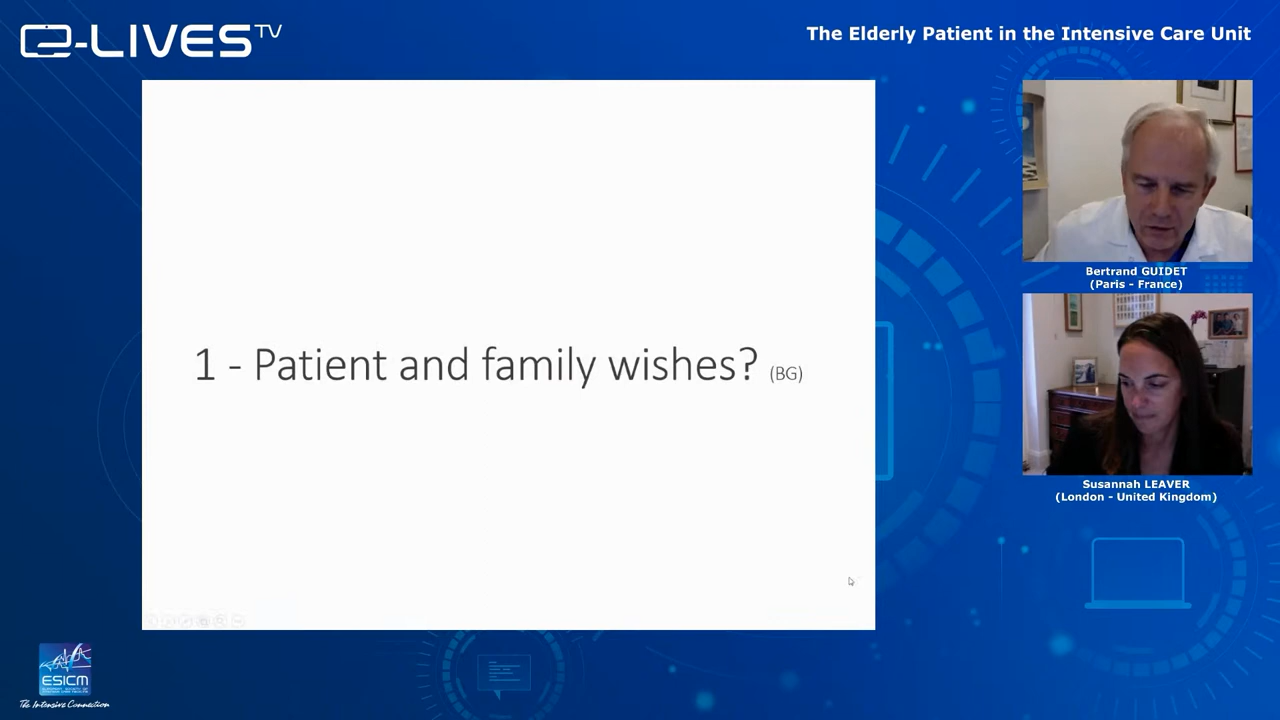 e-LIVES TV
The Elderly Patient in the Intensive Care Unit
1 - Patient and family wishes? (BG)
Bertrand GUIDET
(Paris - France)
Susannah LEAVER
(London - United Kingdom)
ESICM
The Intensive Connection